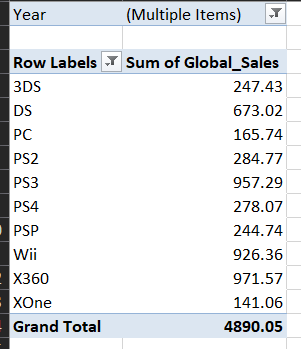 Year (Multiple Items)
Row Labels Sum of Global_Sales
3DS 247.43
DS 673.02
PC 165.74
PS2 284.77
PS3 957.29
PS4 278.07
PSP 244.74
Wii 926.36
X360 971.57
XOne 141.06
Grand Total 4890.05